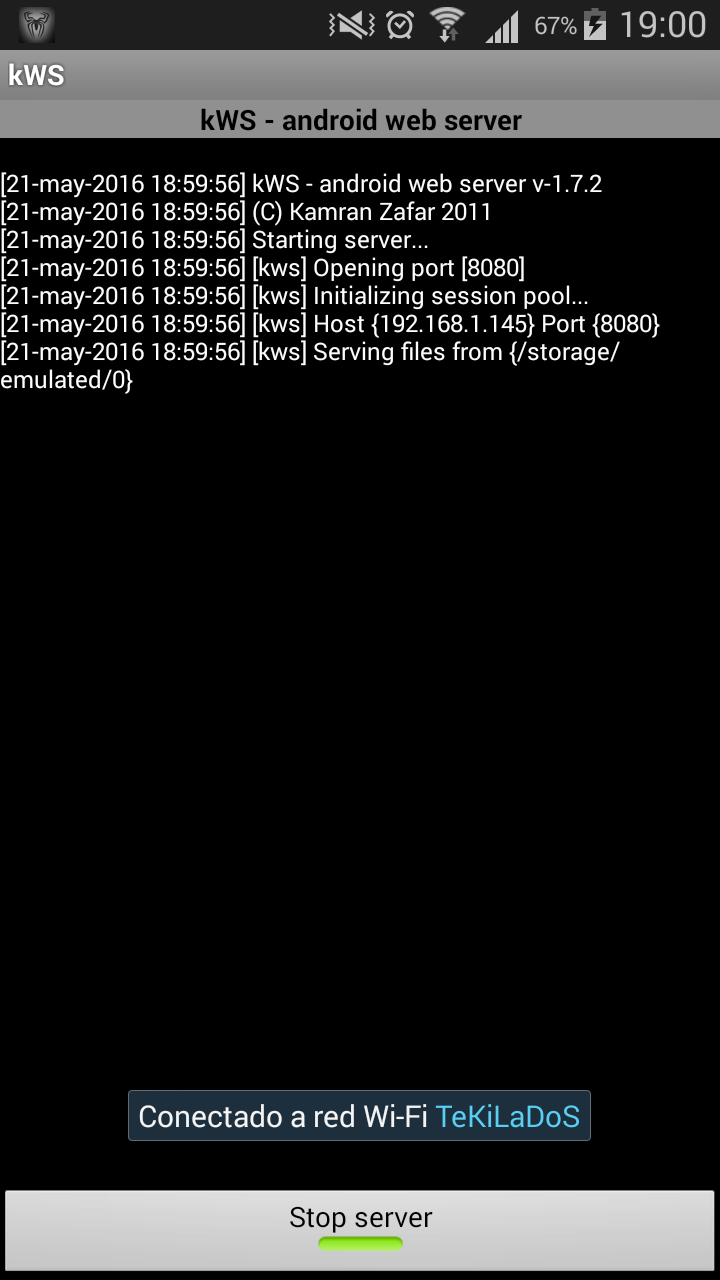 67% 19:00
kWS
kWS - android web server
[21-may-2016 18:59:56] kWS - android web server v-1.7.2
[21-may-2016 18:59:56] (C) Kamran Zafar 2011
[21-may-2016 18:59:56] Starting server...
[21-may-2016 18:59:56] [kws] Opening port [8080]
[21-may-2016 18:59:56] [kws] Initializing session pool...
[21-may-2016 18:59:56] [kws] Host {192.168.1.145} Port {8080}
[21-may-2016 18:59:56] [kws] Serving files from {/storage/
emulated/0}
Conectado a red Wi-Fi TeKiLaDoS
Stop server